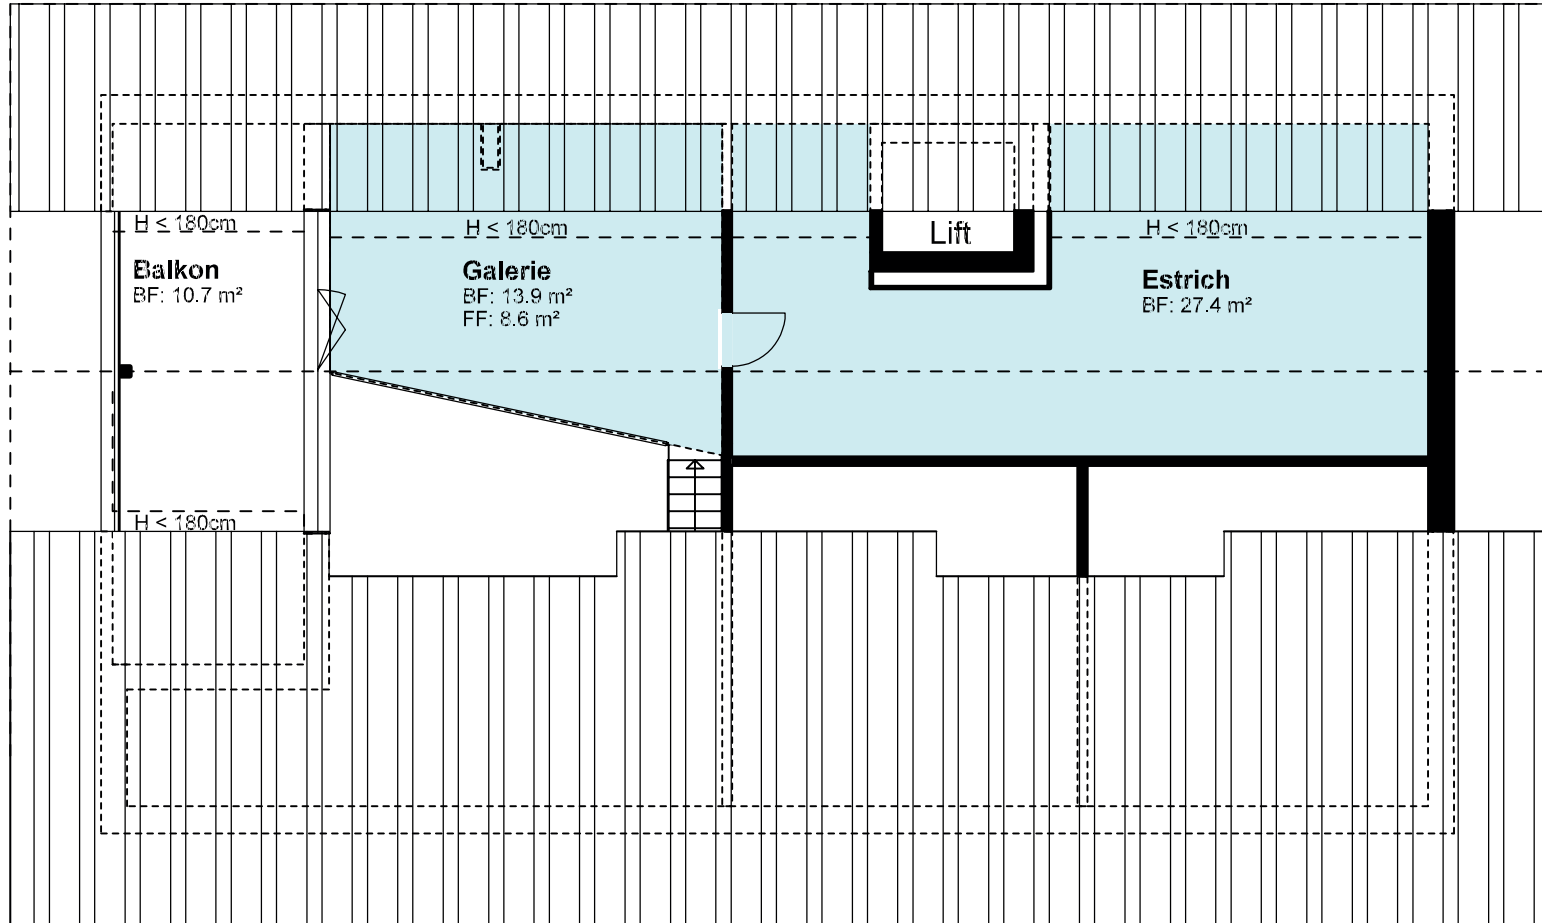 H < 180cm
Balkon
BF: 10.7 m²
H < 180cm
H < 180cm
Galerie
BF: 13.9 m²
FF: 8.6 m²
Lift
H < 180cm
Estrich
BF: 27.4 m²